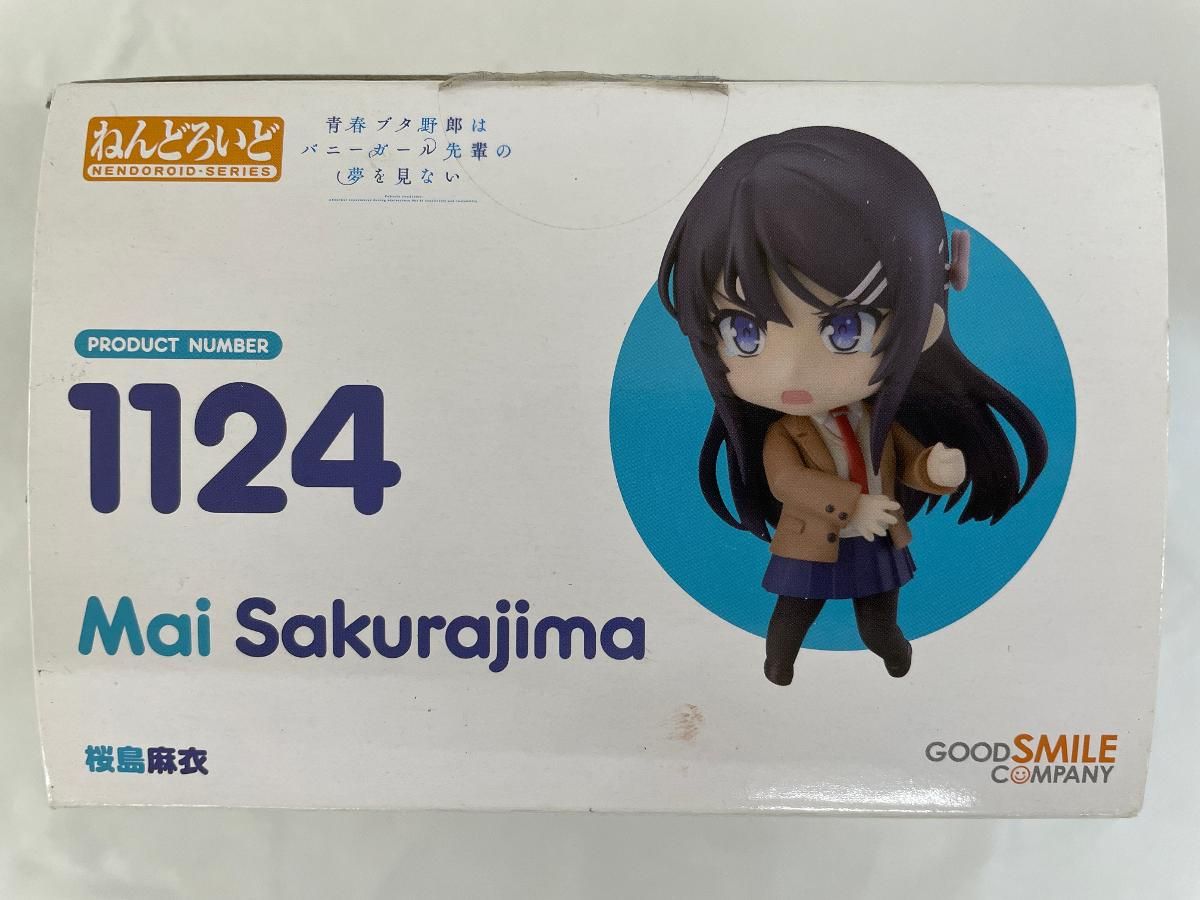 ねんどろいど
NENDOROID·SERIES
青春ブタ野郎は
バニーガール先輩の
夢を見ない
PRODUCT NUMBER
1124
Mai Sakurajima
桜島麻衣
GOODSMILE
COMPANY